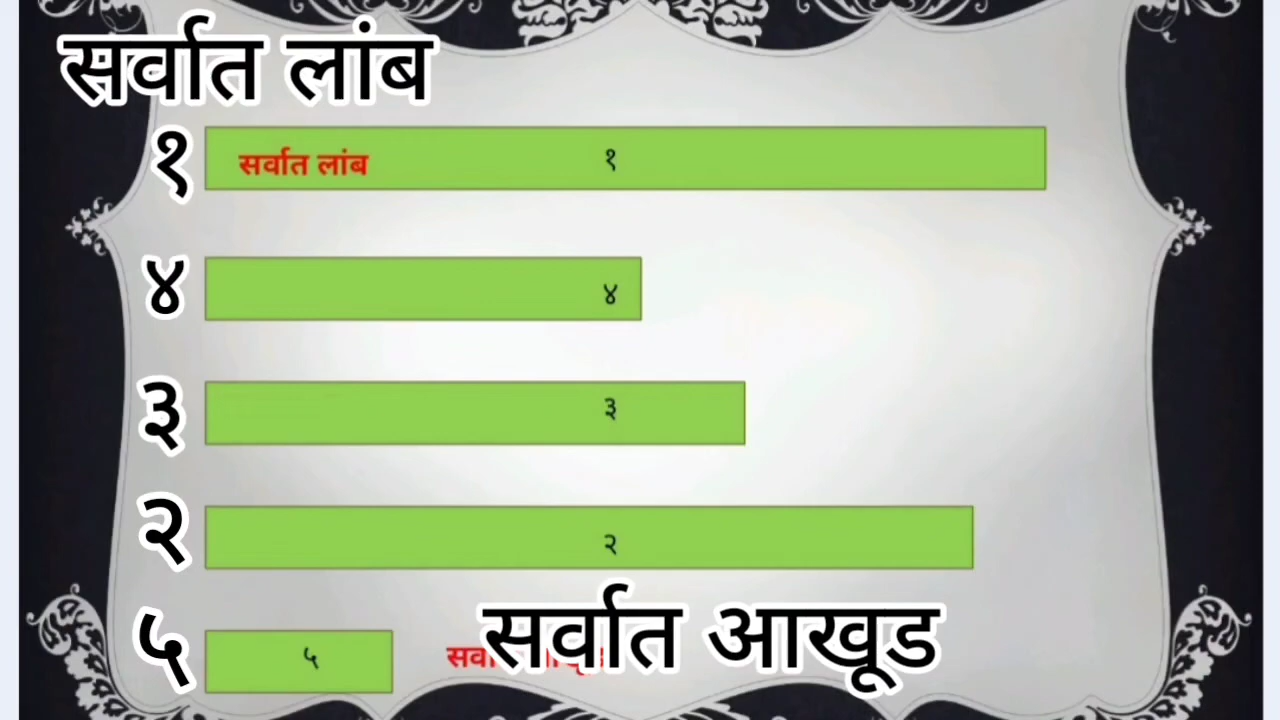 सर्वात लांब
१ सर्वात लांब १
४ ४
३ ३
२ २
५ ५ सर्वात आखूड